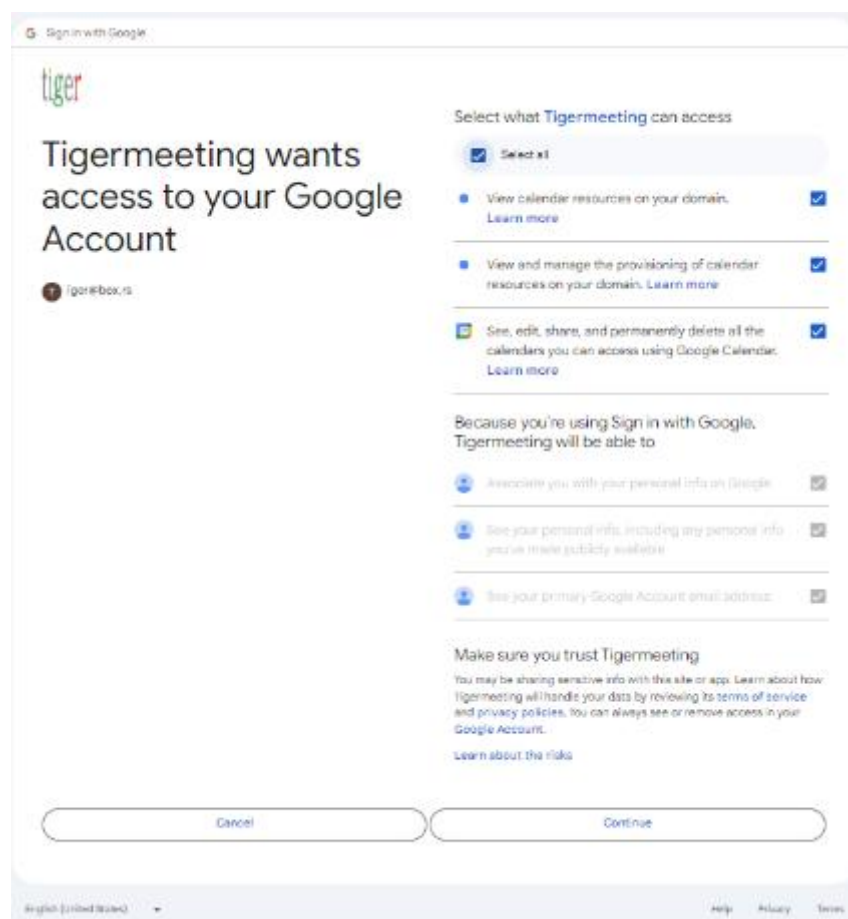 Sign in with Google
tiger
Tigermeeting wants
access to your Google
Account
igor@box.rs
Select what Tigermeeting can access
Select all
View calendar resources on your domain.
Learn more
View and manage the provisioning of calendar
resources on your domain. Learn more
See, edit, share, and permanently delete all the
calendars you can access using Google Calendar.
Learn more
Because you're using Sign in with Google,
Tigermeeting will be able to
Associate you with your personal info on Google
See your personal info, including any personal info
you've made publicly available
See your primary Google Account email address
Make sure you trust Tigermeeting
You may be sharing sensitive info with this site or app. Learn about how
Tigermeeting will handle your data by reviewing its terms of service
and privacy policies. You can always see or remove access in your
Google Account.
Learn about the risks
Cancel
Continue
English (United States)
Help Privacy Terms